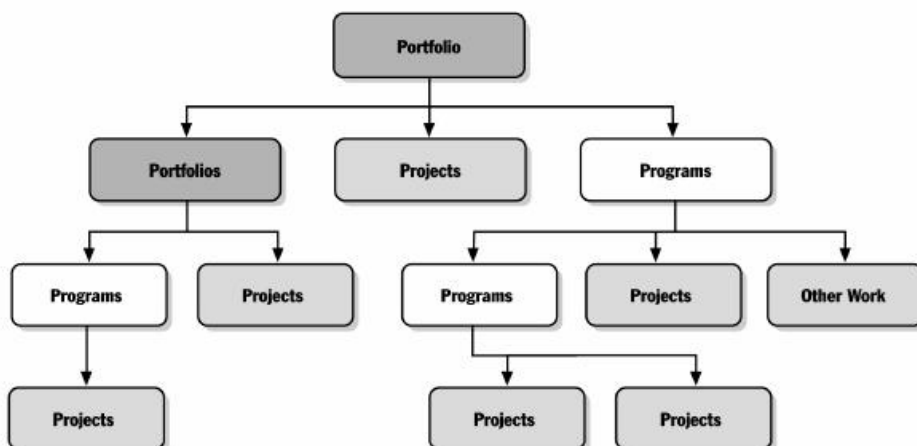 Portfolio
Portfolios
Projects
Programs
Programs
Projects
Programs
Projects
Other Work
Projects
Projects
Projects